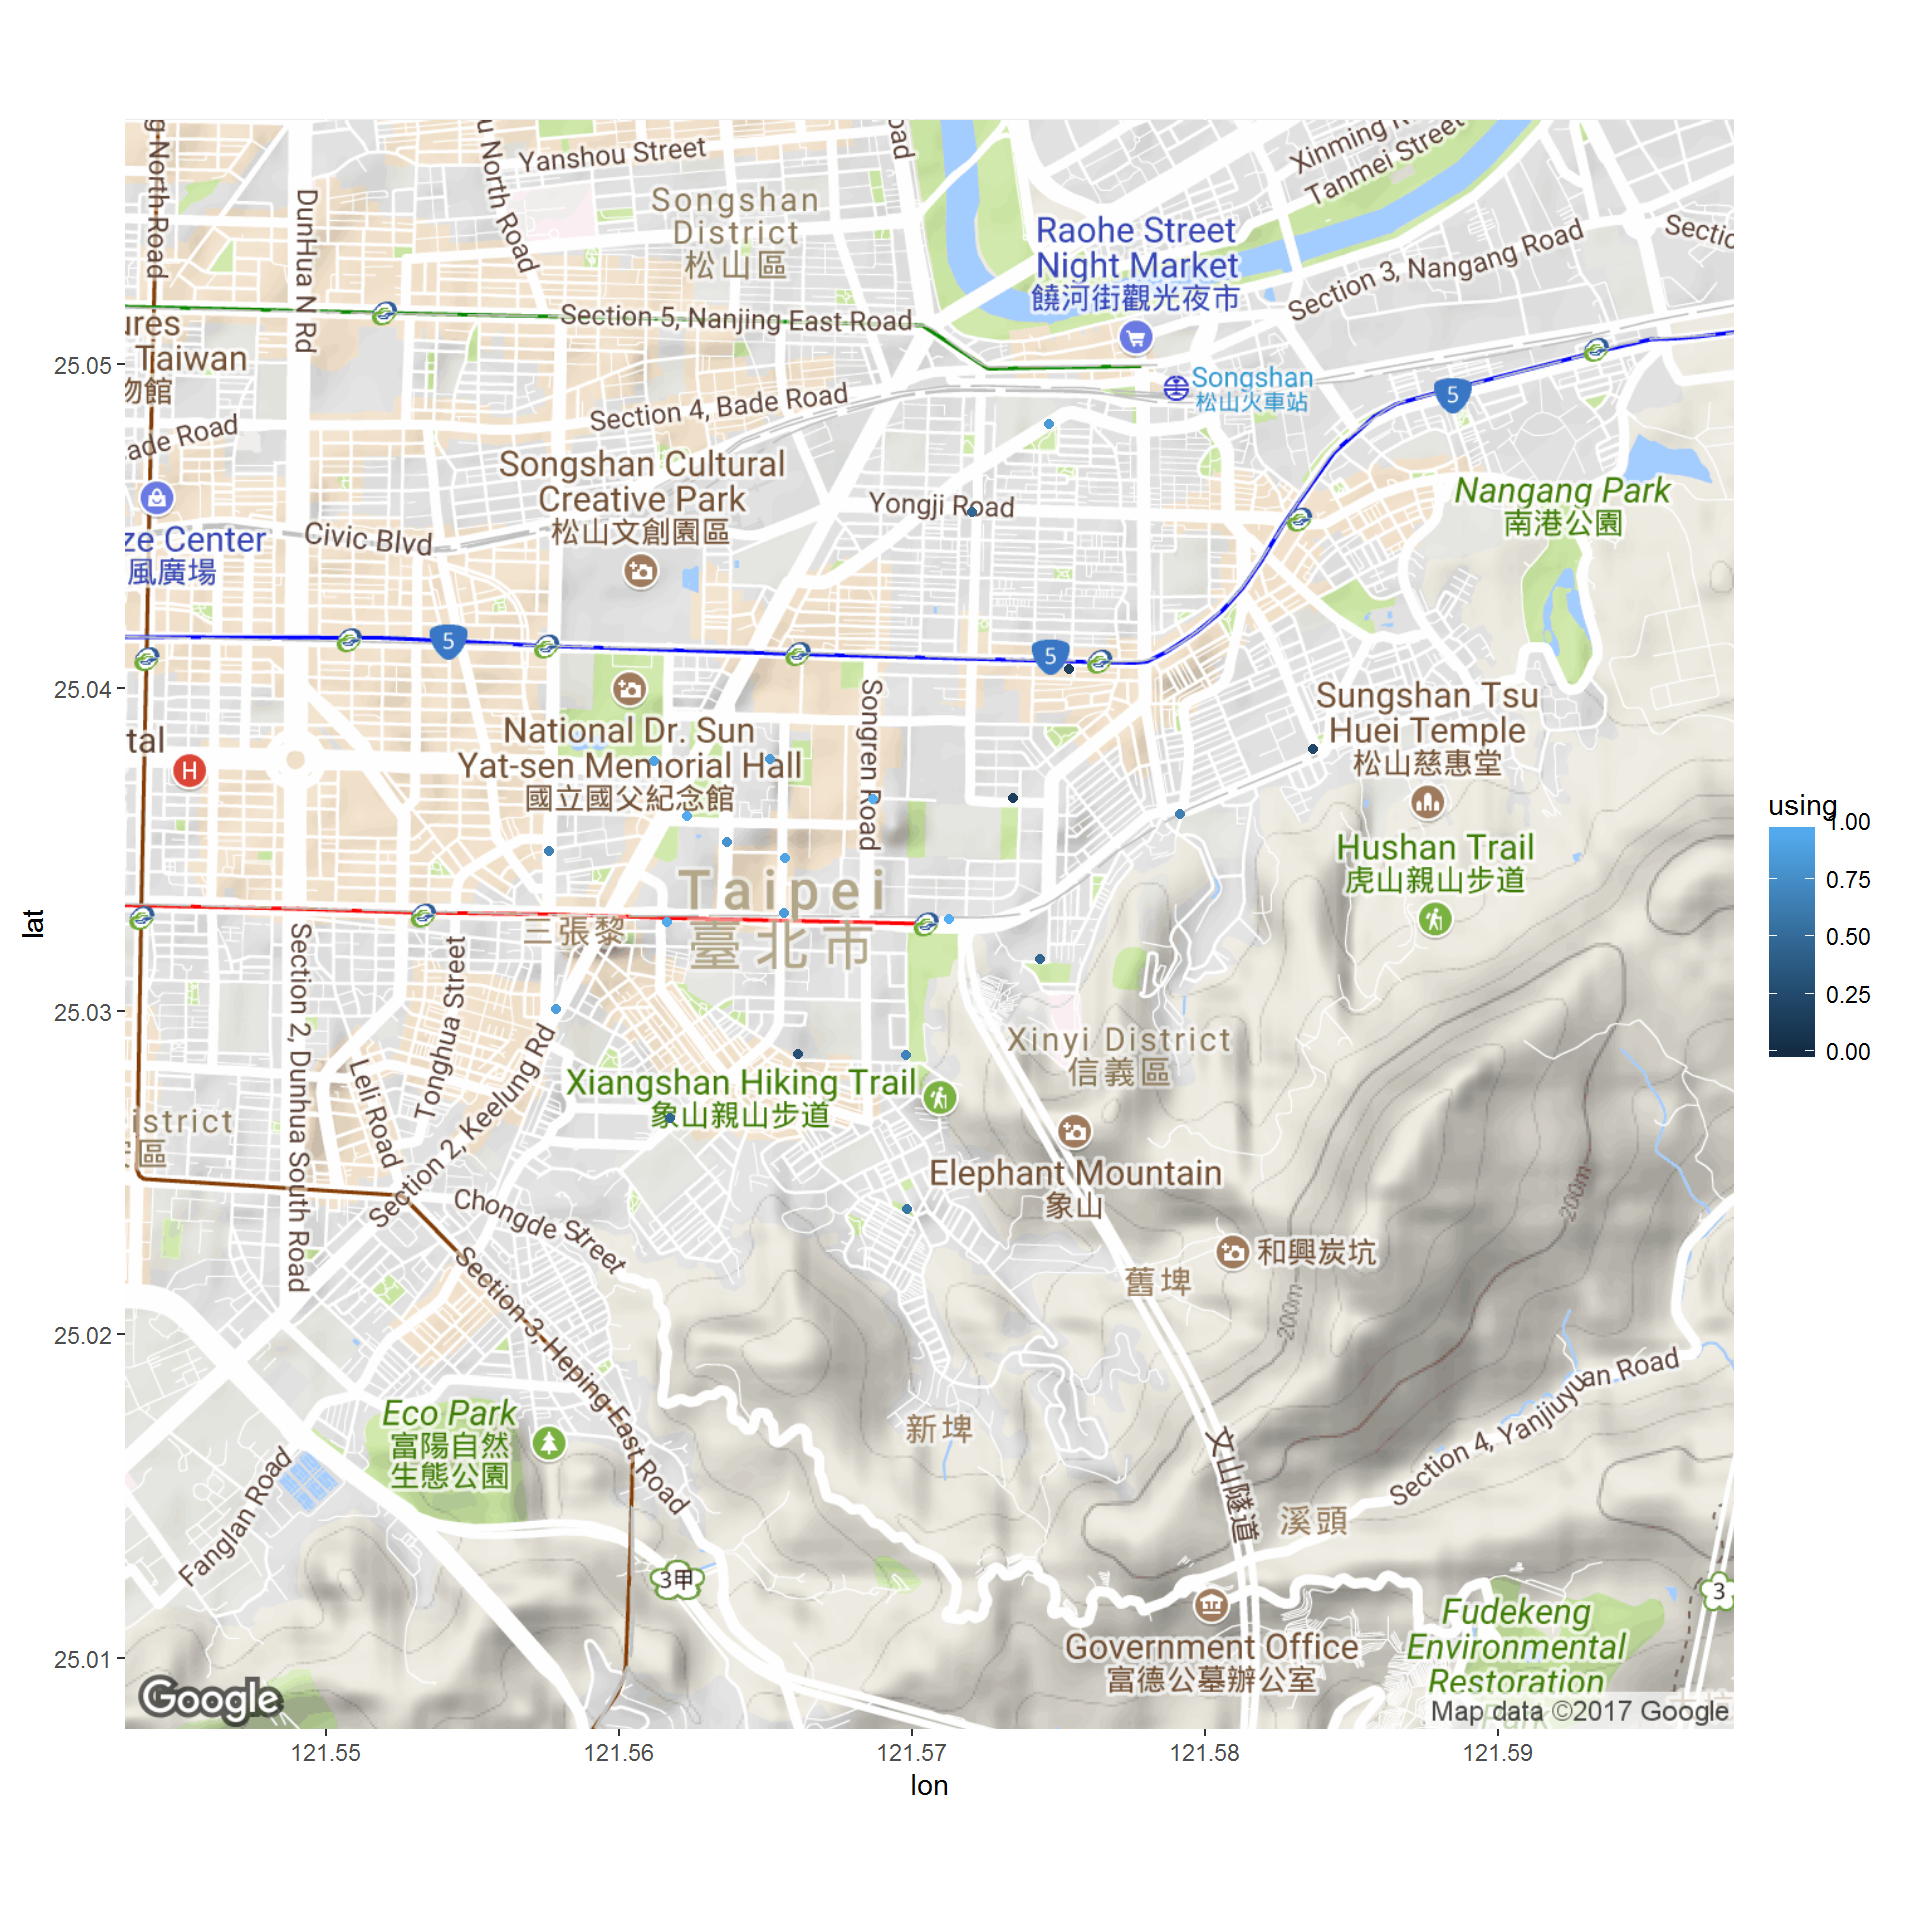 g North Road
DunHua N Rd
u North Road
Yanshou Street
oad
Xinming R
Tanmei Street
Songshan
District
松山區
Raohe Street
Night Market
饒河街觀光夜市
Section 3, Nangang Road
Sectio
Section 5, Nanjing East Road
ures
Taiwan
物館
25.05
Songshan
松山火車站
5
Section 4, Bade Road
ade Road
Songshan Cultural
Creative Park
松山文創園區
Yongji Road
Nangang Park
南港公園
Civic Blvd
ze Center
風廣場
5
5
25.04
Songren Road
Sungshan Tsu
Huei Temple
松山慈惠堂
National Dr. Sun
Yat-sen Memorial Hall
國立國父紀念館
tal
H
using
1.00
0.75
0.50
0.25
0.00
Hushan Trail
虎山親山步道
Taipei
臺北市
三張黎
lat
Section 2, Dunhua South Road
Tonghua Street
25.03
Leli Road
Section 2, Keelung Rd
Xinyi District
信義區
Xiangshan Hiking Trail
象山親山步道
istrict
區
Elephant Mountain
象山
200m
Chongde Street
和興炭坑
舊埤
200m
25.02
Section 3, Heping East Road
Section 4, Yanjiuyuan Road
Eco Park
富陽自然
生態公園
新埤
文山隧道
溪頭
Fanglan Road
3甲
3
Government Office
富德公墓辦公室
Fudekeng
Environmental
Restoration
Park
25.01
Google
Map data ©2017 Google
121.55
121.56
121.57
121.58
121.59
lon